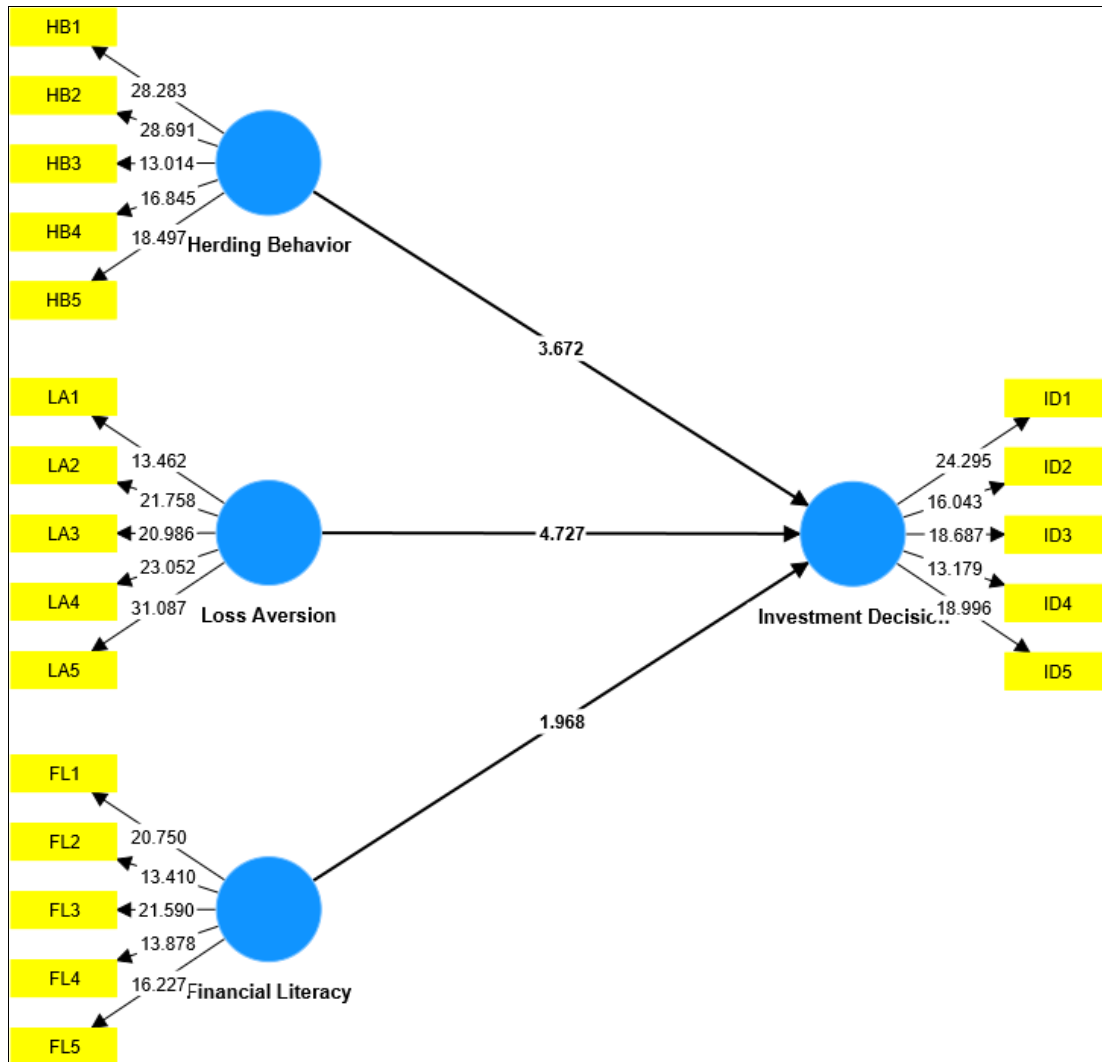 HB1
28.283
HB2
28.691
HB3
13.014
HB4
16.845
18.497
Herding Behavior
HB5
3.672
LA1
13.462
LA2
21.758
LA3
20.986
LA4
23.052
31.087
Loss Aversion
LA5
4.727
ID1
24.295
ID2
16.043
ID3
18.687
ID4
13.179
18.996
Investment
ID5
1.968
FL1
20.750
FL2
13.410
FL3
21.590
FL4
13.878
16.227
Financial Literacy
FL5